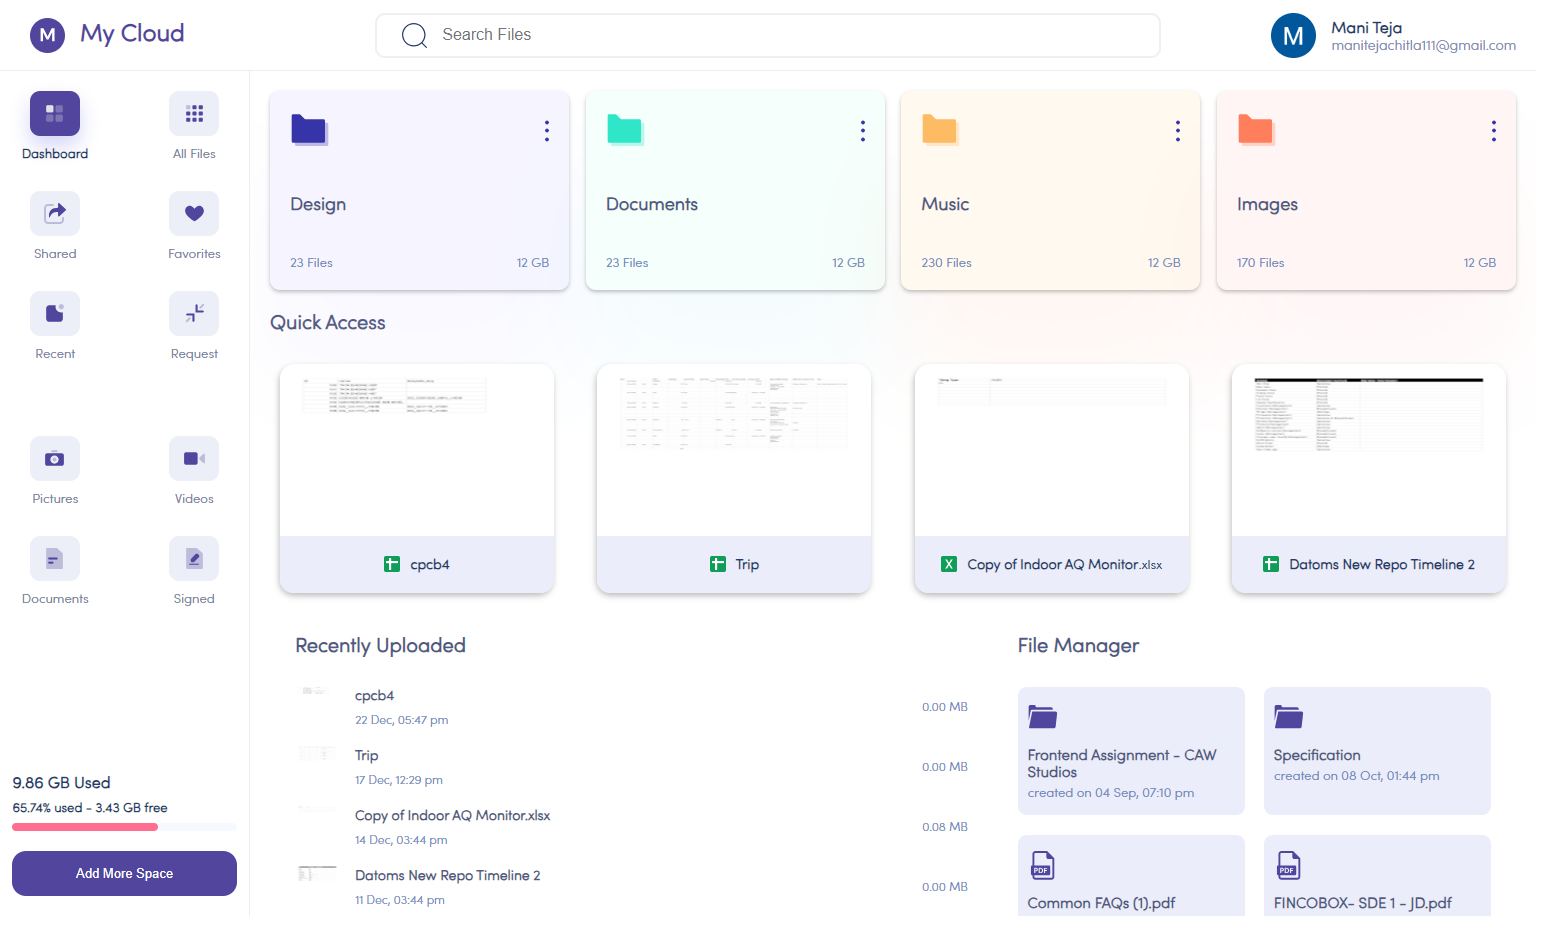 M My Cloud
Search Files
M
Mani Teja
manitejachitla111@gmail.com
Dashboard
All Files
Shared
Favorites
Recent
Request
Pictures
Videos
Documents
Signed
9.86 GB Used
65.74% used - 3.43 GB free
Add More Space
Design
23 Files
12 GB
Documents
23 Files
12 GB
Music
230 Files
12 GB
Images
170 Files
12 GB
Quick Access
cpcb4
Trip
X
Copy of Indoor AQ Monitor.xlsx
Datoms New Repo Timeline 2
Recently Uploaded
cpcb4
22 Dec, 05:47 pm
0.00 MB
Trip
17 Dec, 12:29 pm
0.00 MB
Copy of Indoor AQ Monitor.xlsx
14 Dec, 03:44 pm
0.08 MB
Datoms New Repo Timeline 2
11 Dec, 03:44 pm
0.00 MB
File Manager
Frontend Assignment - CAW
Studios
created on 04 Sep, 07:10 pm
Specification
created on 08 Oct, 01:44 pm
PDF
Common FAQs (1).pdf
PDF
FINCOBOX- SDE 1 - JD.pdf